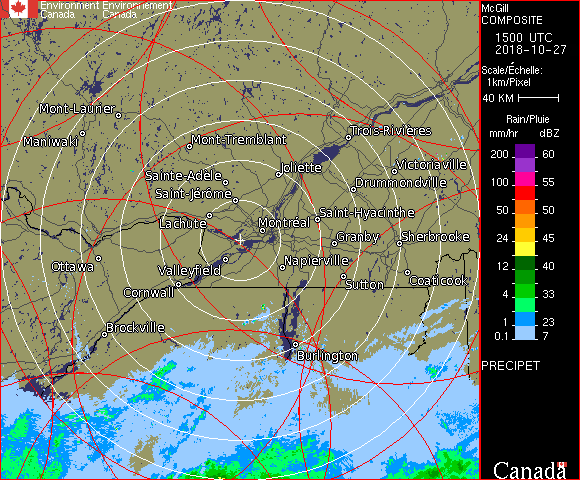 Environment Environnement
Canada Canada
McGill
COMPOSITE
1500 UTC
2018-10-27
Scale/Échelle:
1km/Pixel
40 KM
Rain/Pluie
mm/hr dBZ
200 60
150 57
100 55
50 50
24 45
12 40
4 33
1 23
0.1 7
PRECIPET
Canada
Mont-Laurier
Maniwaki
Mont-Tremblant
Trois-Rivières
Sainte-Adèle
Joliette
Victoriaville
Saint-Jérôme
Drummondville
Lachute
Montréal
Saint-Hyacinthe
Granby
Sherbrooke
Ottawa
Valleyfield
Napierville
Cornwall
Sutton
Coaticook
Brockville
Burlington